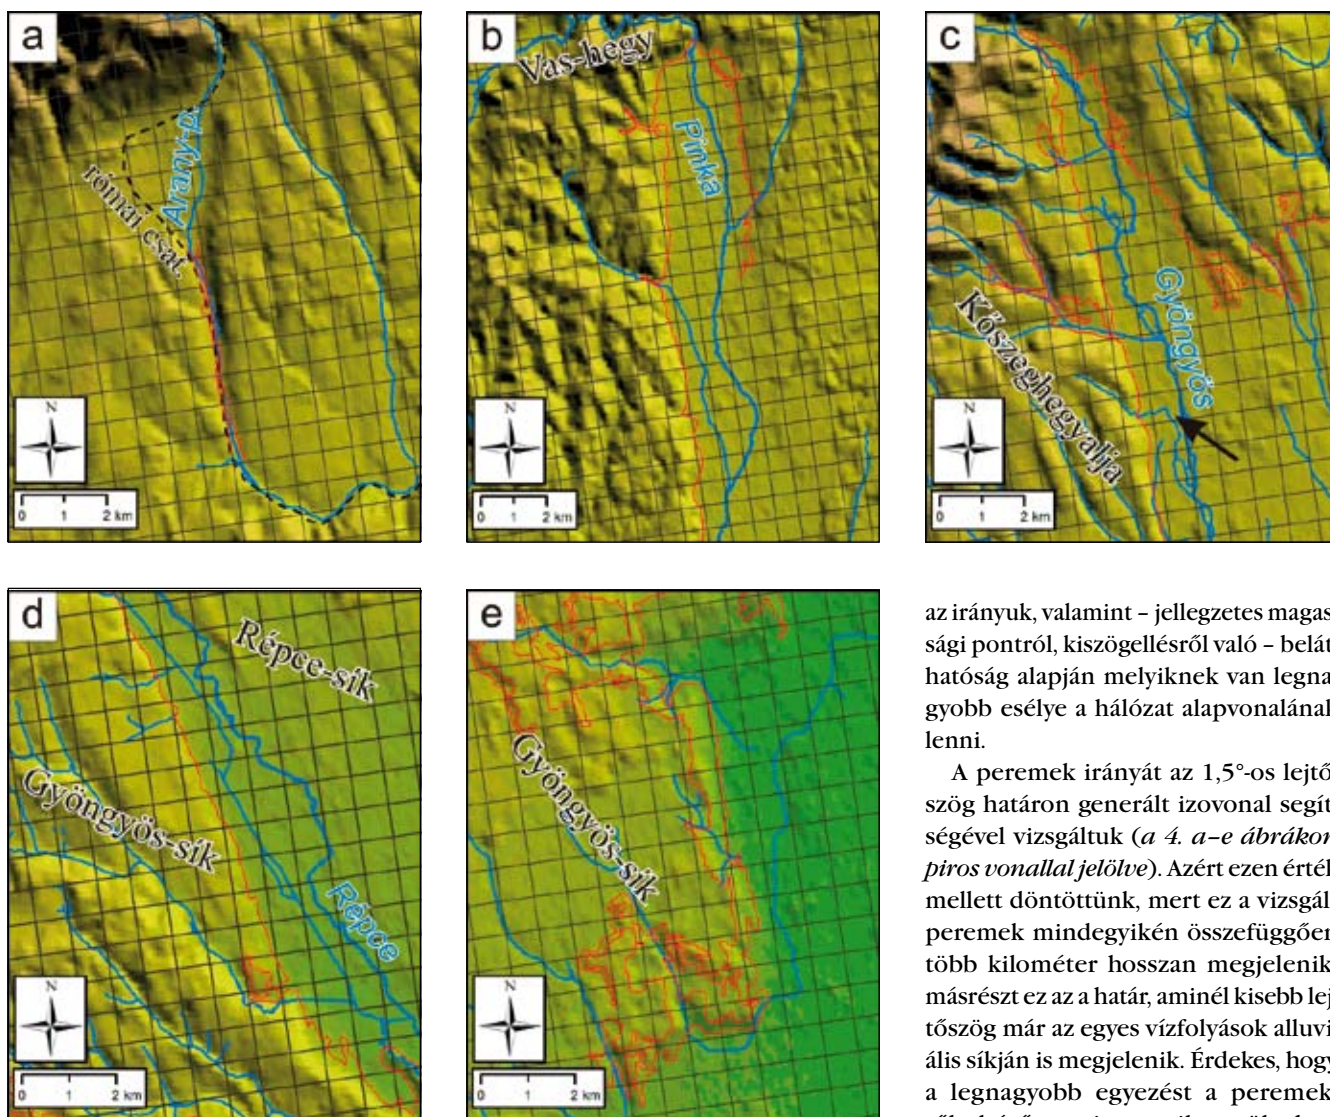 a
Arany-p.
római csat.
N
0 1 2 km
b
Vas-hegy
Pinka
N
0 1 2 km
c
Gyöngyös
Kőszeghegyalja
N
0 1 2 km
d
Répce-sík
Gyöngyös-sík
Répce
N
0 1 2 km
e
Gyöngyös-sík
N
0 1 2 km
az irányuk, valamint – jellegzetes magas
sági pontról, kiszögellésről való – belát
hatóság alapján melyiknek van legna
gyobb esélye a hálózat alapvonalának
lenni.
A peremek irányát az 1,5°-os lejtő
szög határon generált izovonal segít
ségével vizsgáltuk (a 4. a–e ábrákon
piros vonallal jelölve). Azért ezen érték
mellett döntöttünk, mert ez a vizsgál
peremek mindegyikén összefüggően
több kilométer hosszan megjelenik
másrészt ez az a határ, aminél kisebb lej
tőszög már az egyes vízfolyások alluvi
ális síkján is megjelenik. Érdekes, hogy
a legnagyobb egyezést a peremek